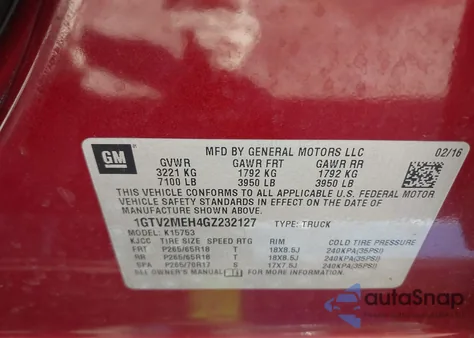 GM
MFD BY GENERAL MOTORS LLC 02/16
GVWR GAWR FRT GAWR RR
3221 KG 1792 KG 1792 KG
7100 LB 3950 LB 3950 LB
THIS VEHICLE CONFORMS TO ALL APPLICABLE U.S. FEDERAL MOTOR
VEHICLE SAFETY STANDARDS IN EFFECT ON THE DATE OF
MANUFACTURE SHOWN ABOVE.
1GTV2MEH4GZ232127 TYPE: TRUCK
MODEL: K15753
KJCC TIRE SIZE SPEED RTG RIM COLD TIRE PRESSURE
FRT P265/65R18 T 18X8.5J 240KPA(35PSI)
RR P265/65R18 T 18X8.5J 240KPA(35PSI)
SPA P265/70R17 S 17X7.5J 240KPA(35PSI)
SEE OWNER'S MANUAL
autoSnap